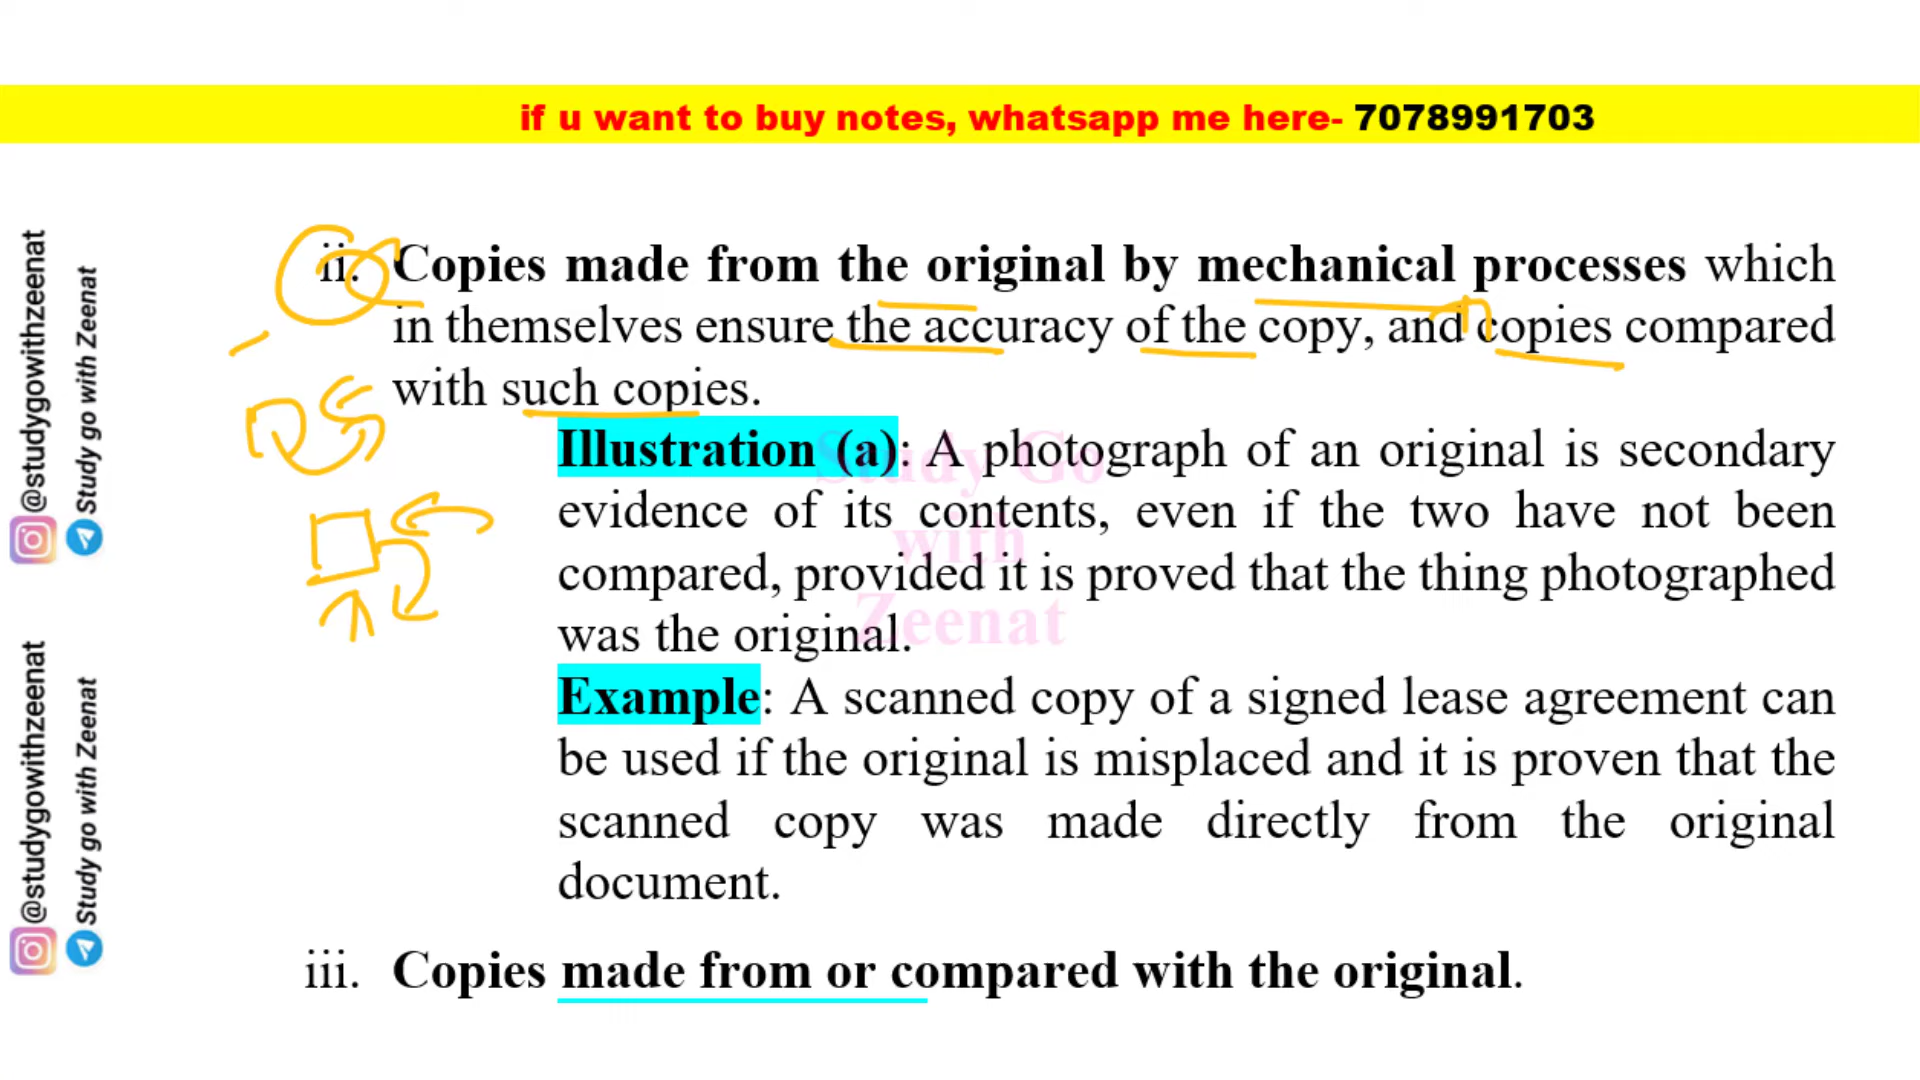 if u want to buy notes, whatsapp me here- 7078991703
ii. Copies made from the original by mechanical processes which
in themselves ensure the accuracy of the copy, and copies compared
with such copies.
Illustration (a): A photograph of an original is secondary
evidence of its contents, even if the two have not been
compared, provided it is proved that the thing photographed
was the original.
Example: A scanned copy of a signed lease agreement can
be used if the original is misplaced and it is proven that the
scanned copy was made directly from the original
document.
iii. Copies made from or compared with the original.
@studygowithzeenat
Study go with Zeenat
@studygowithzeenat
Study go with Zeenat
Study Go
with
Zeenat